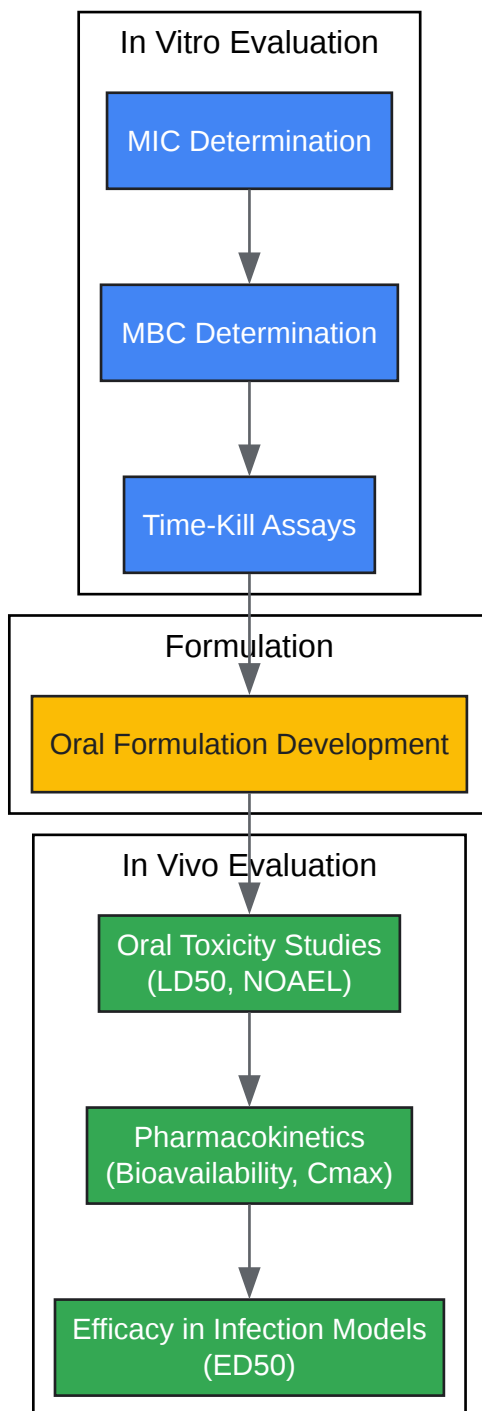 In Vitro Evaluation
MIC Determination
MBC Determination
Time-Kill Assays
Formulation
Oral Formulation Development
In Vivo Evaluation
Oral Toxicity Studies
(LD50, NOAEL)
Pharmacokinetics
(Bioavailability, Cmax)
Efficacy in Infection Models
(ED50)